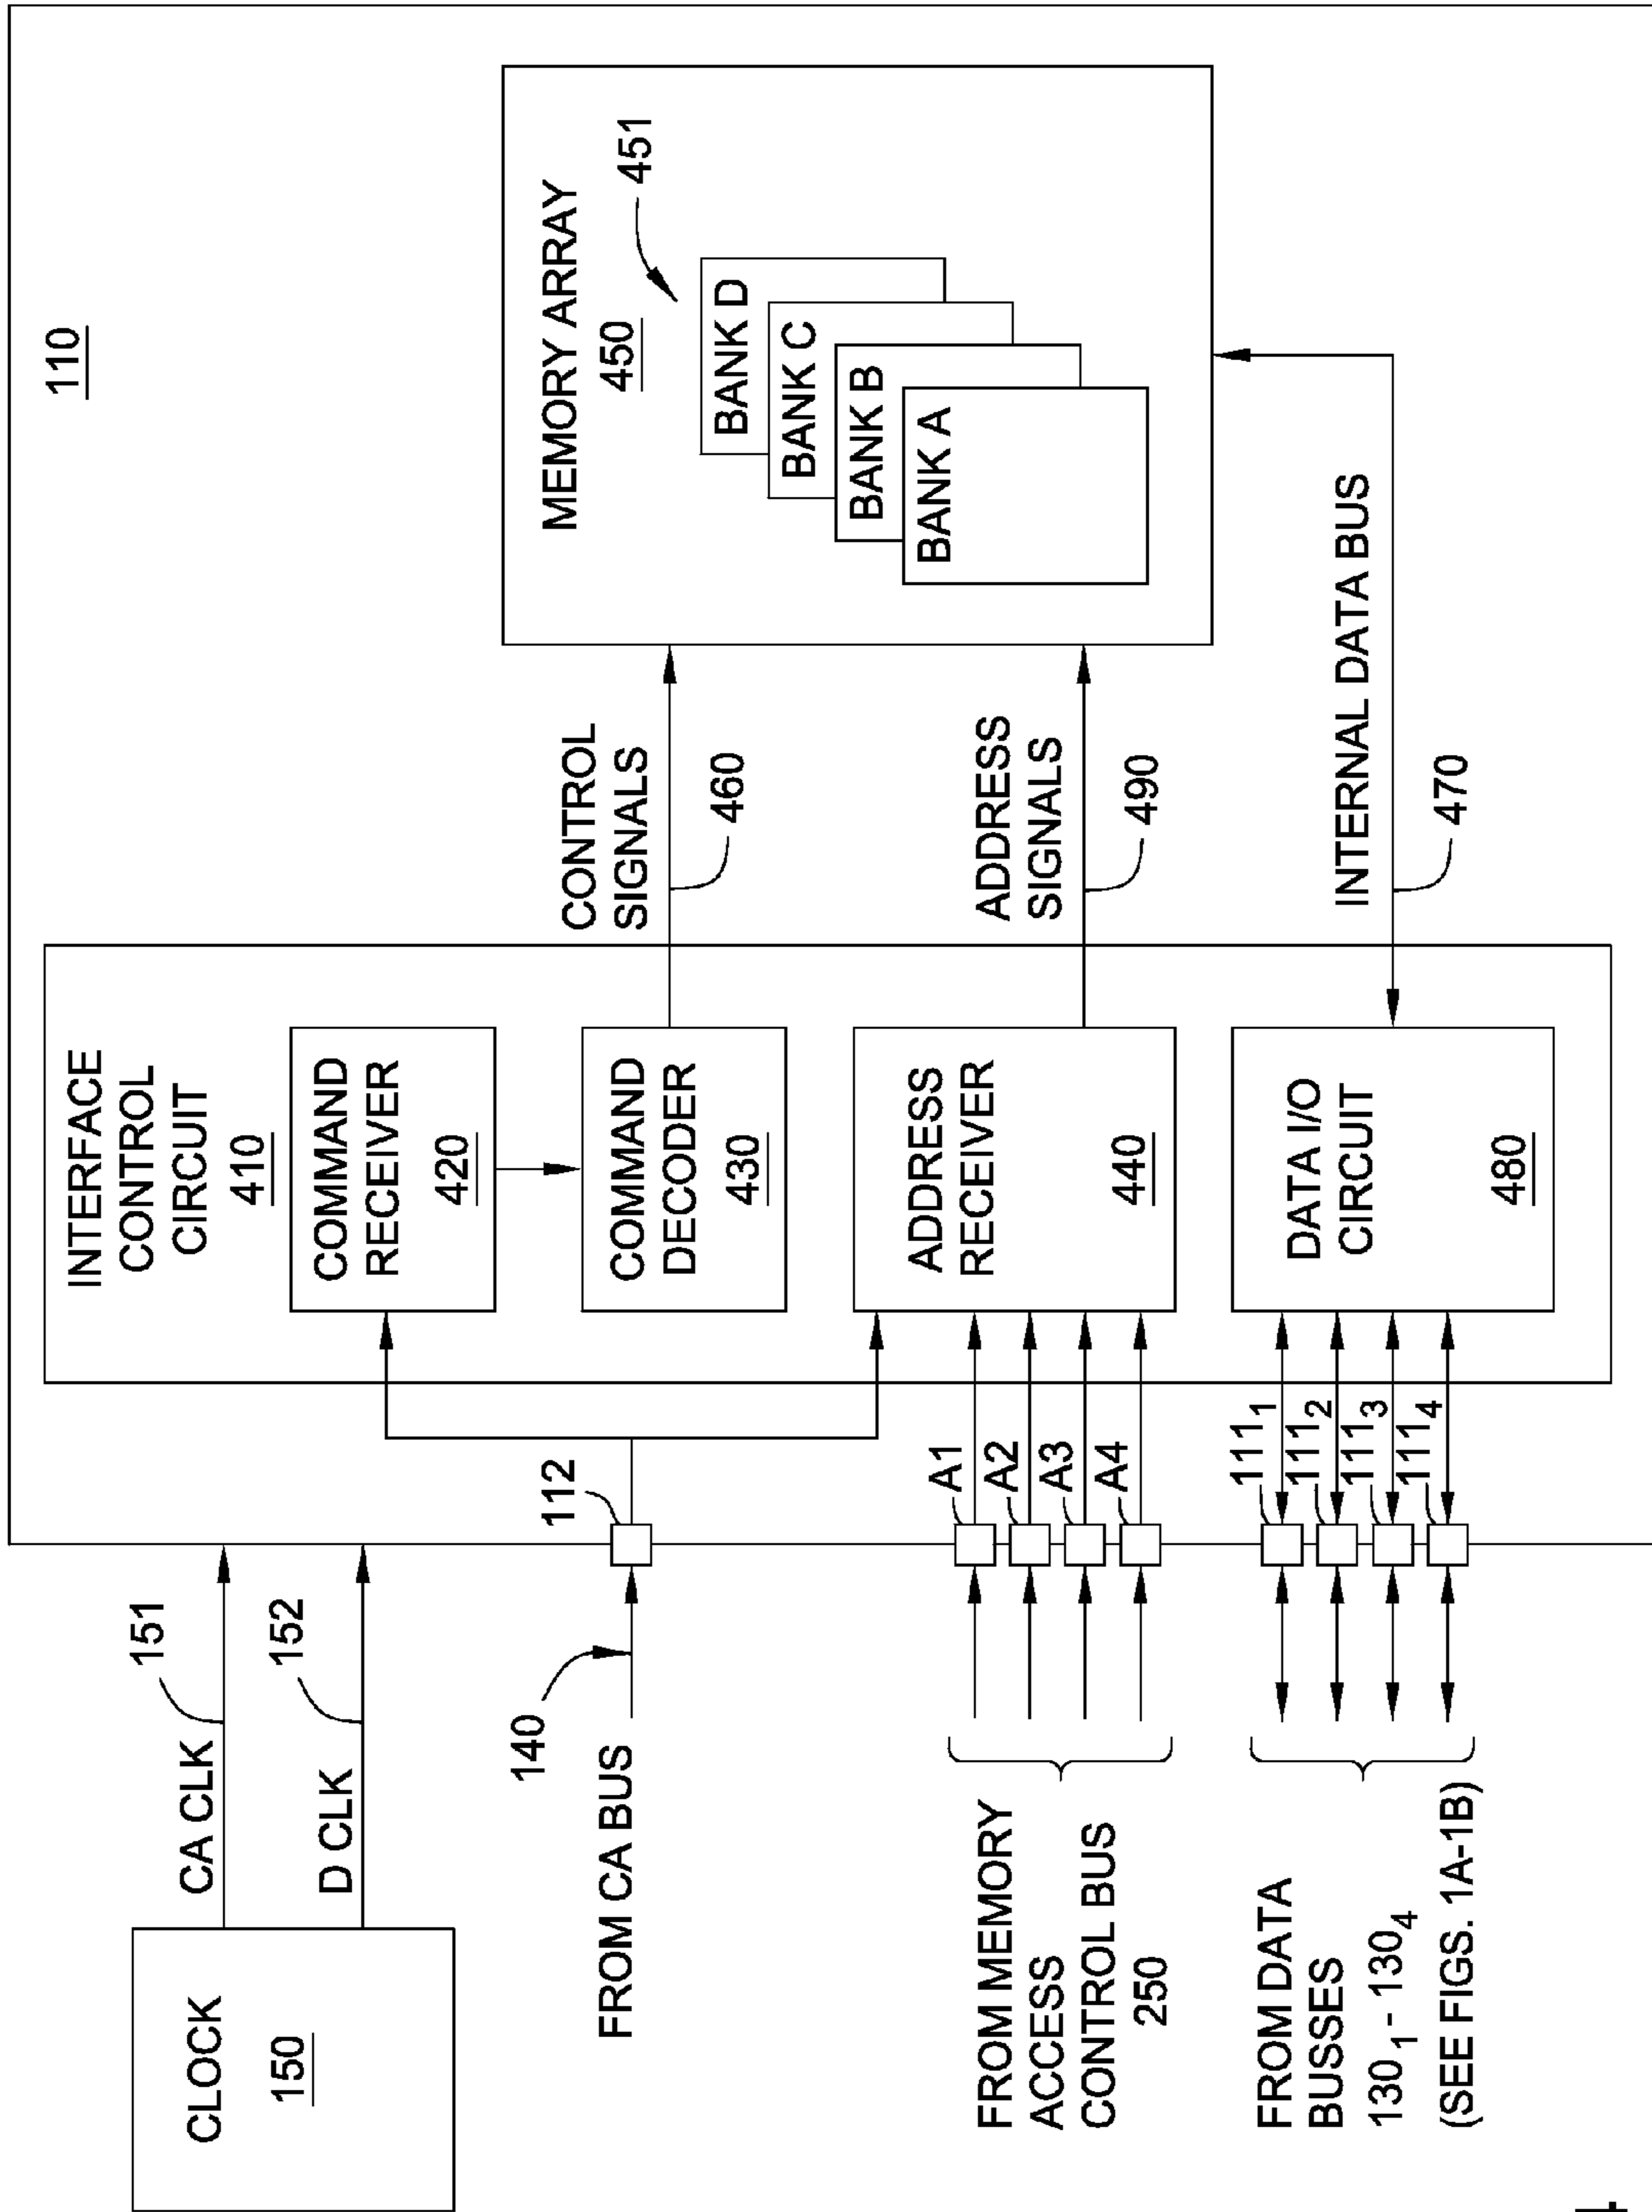 110
CLOCK
150
CA CLK
151
D CLK
152
FROM CA BUS
140
112
FROM MEMORY
ACCESS
CONTROL BUS
250
A1
A2
A3
A4
FROM DATA
BUSSES
130₁ - 130₄
(SEE FIGS. 1A-1B)
111₁
111₂
111₃
111₄
INTERFACE
CONTROL
CIRCUIT
410
COMMAND
RECEIVER
420
COMMAND
DECODER
430
ADDRESS
RECEIVER
440
DATA I/O
CIRCUIT
480
CONTROL
SIGNALS
460
ADDRESS
SIGNALS
490
INTERNAL DATA BUS
470
MEMORY ARRAY
450
451
BANK D
BANK C
BANK B
BANK A